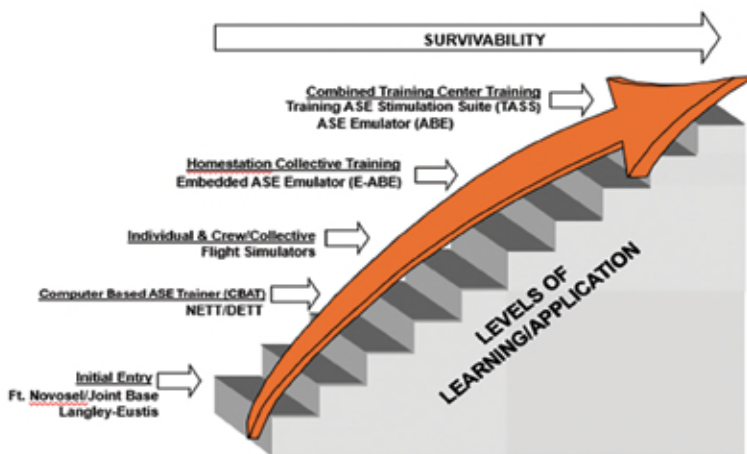 SURVIVABILITY
Combined Training Center Training
Training ASE Stimulation Suite (TASS)
ASE Emulator (ABE)
Homestation Collective Training
Embedded ASE Emulator (E-ABE)
Individual & Crew/Collective
Flight Simulators
Computer Based ASE Trainer (CBAT)
NETT/DETT
Initial Entry
Ft. Novosel/Joint Base
Langley-Eustis
LEVELS OF
LEARNING/APPLICATION